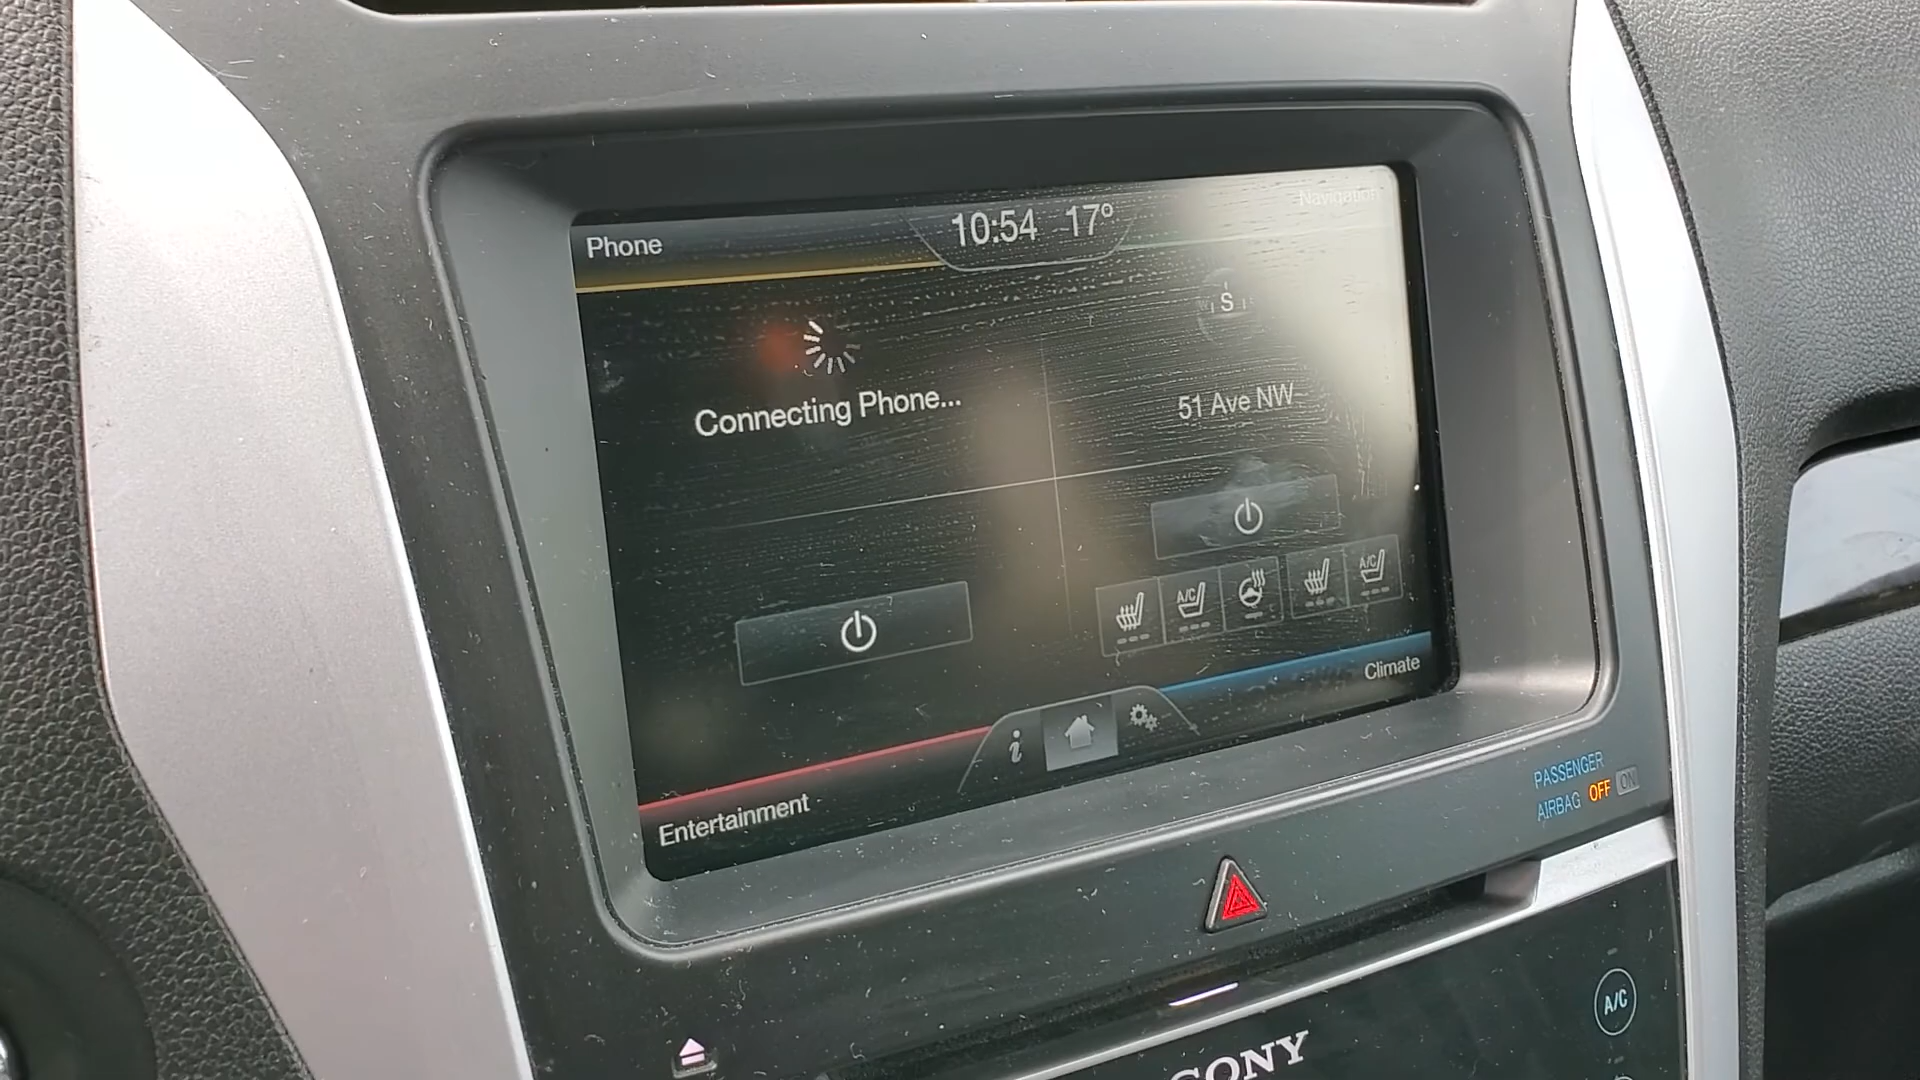 Phone
10:54 17°
Navigation
Connecting Phone...
S
51 Ave NW
A/C
A/C
Climate
i
Entertainment
PASSENGER
AIRBAG OFF ON
A/C
SONY